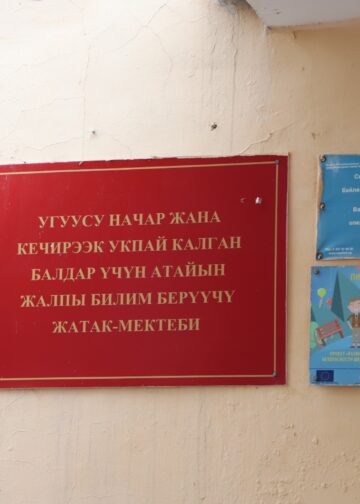 УГУУСУ НАЧАР ЖАНА
КЕЧИРЭЭК УКПАЙ КАЛГАН
БАЛДАР ҮЧҮН АТАЙЫН
ЖАЛПЫ БИЛИМ БЕРҮҮЧҮ
ЖАТАК-МЕКТЕБИ